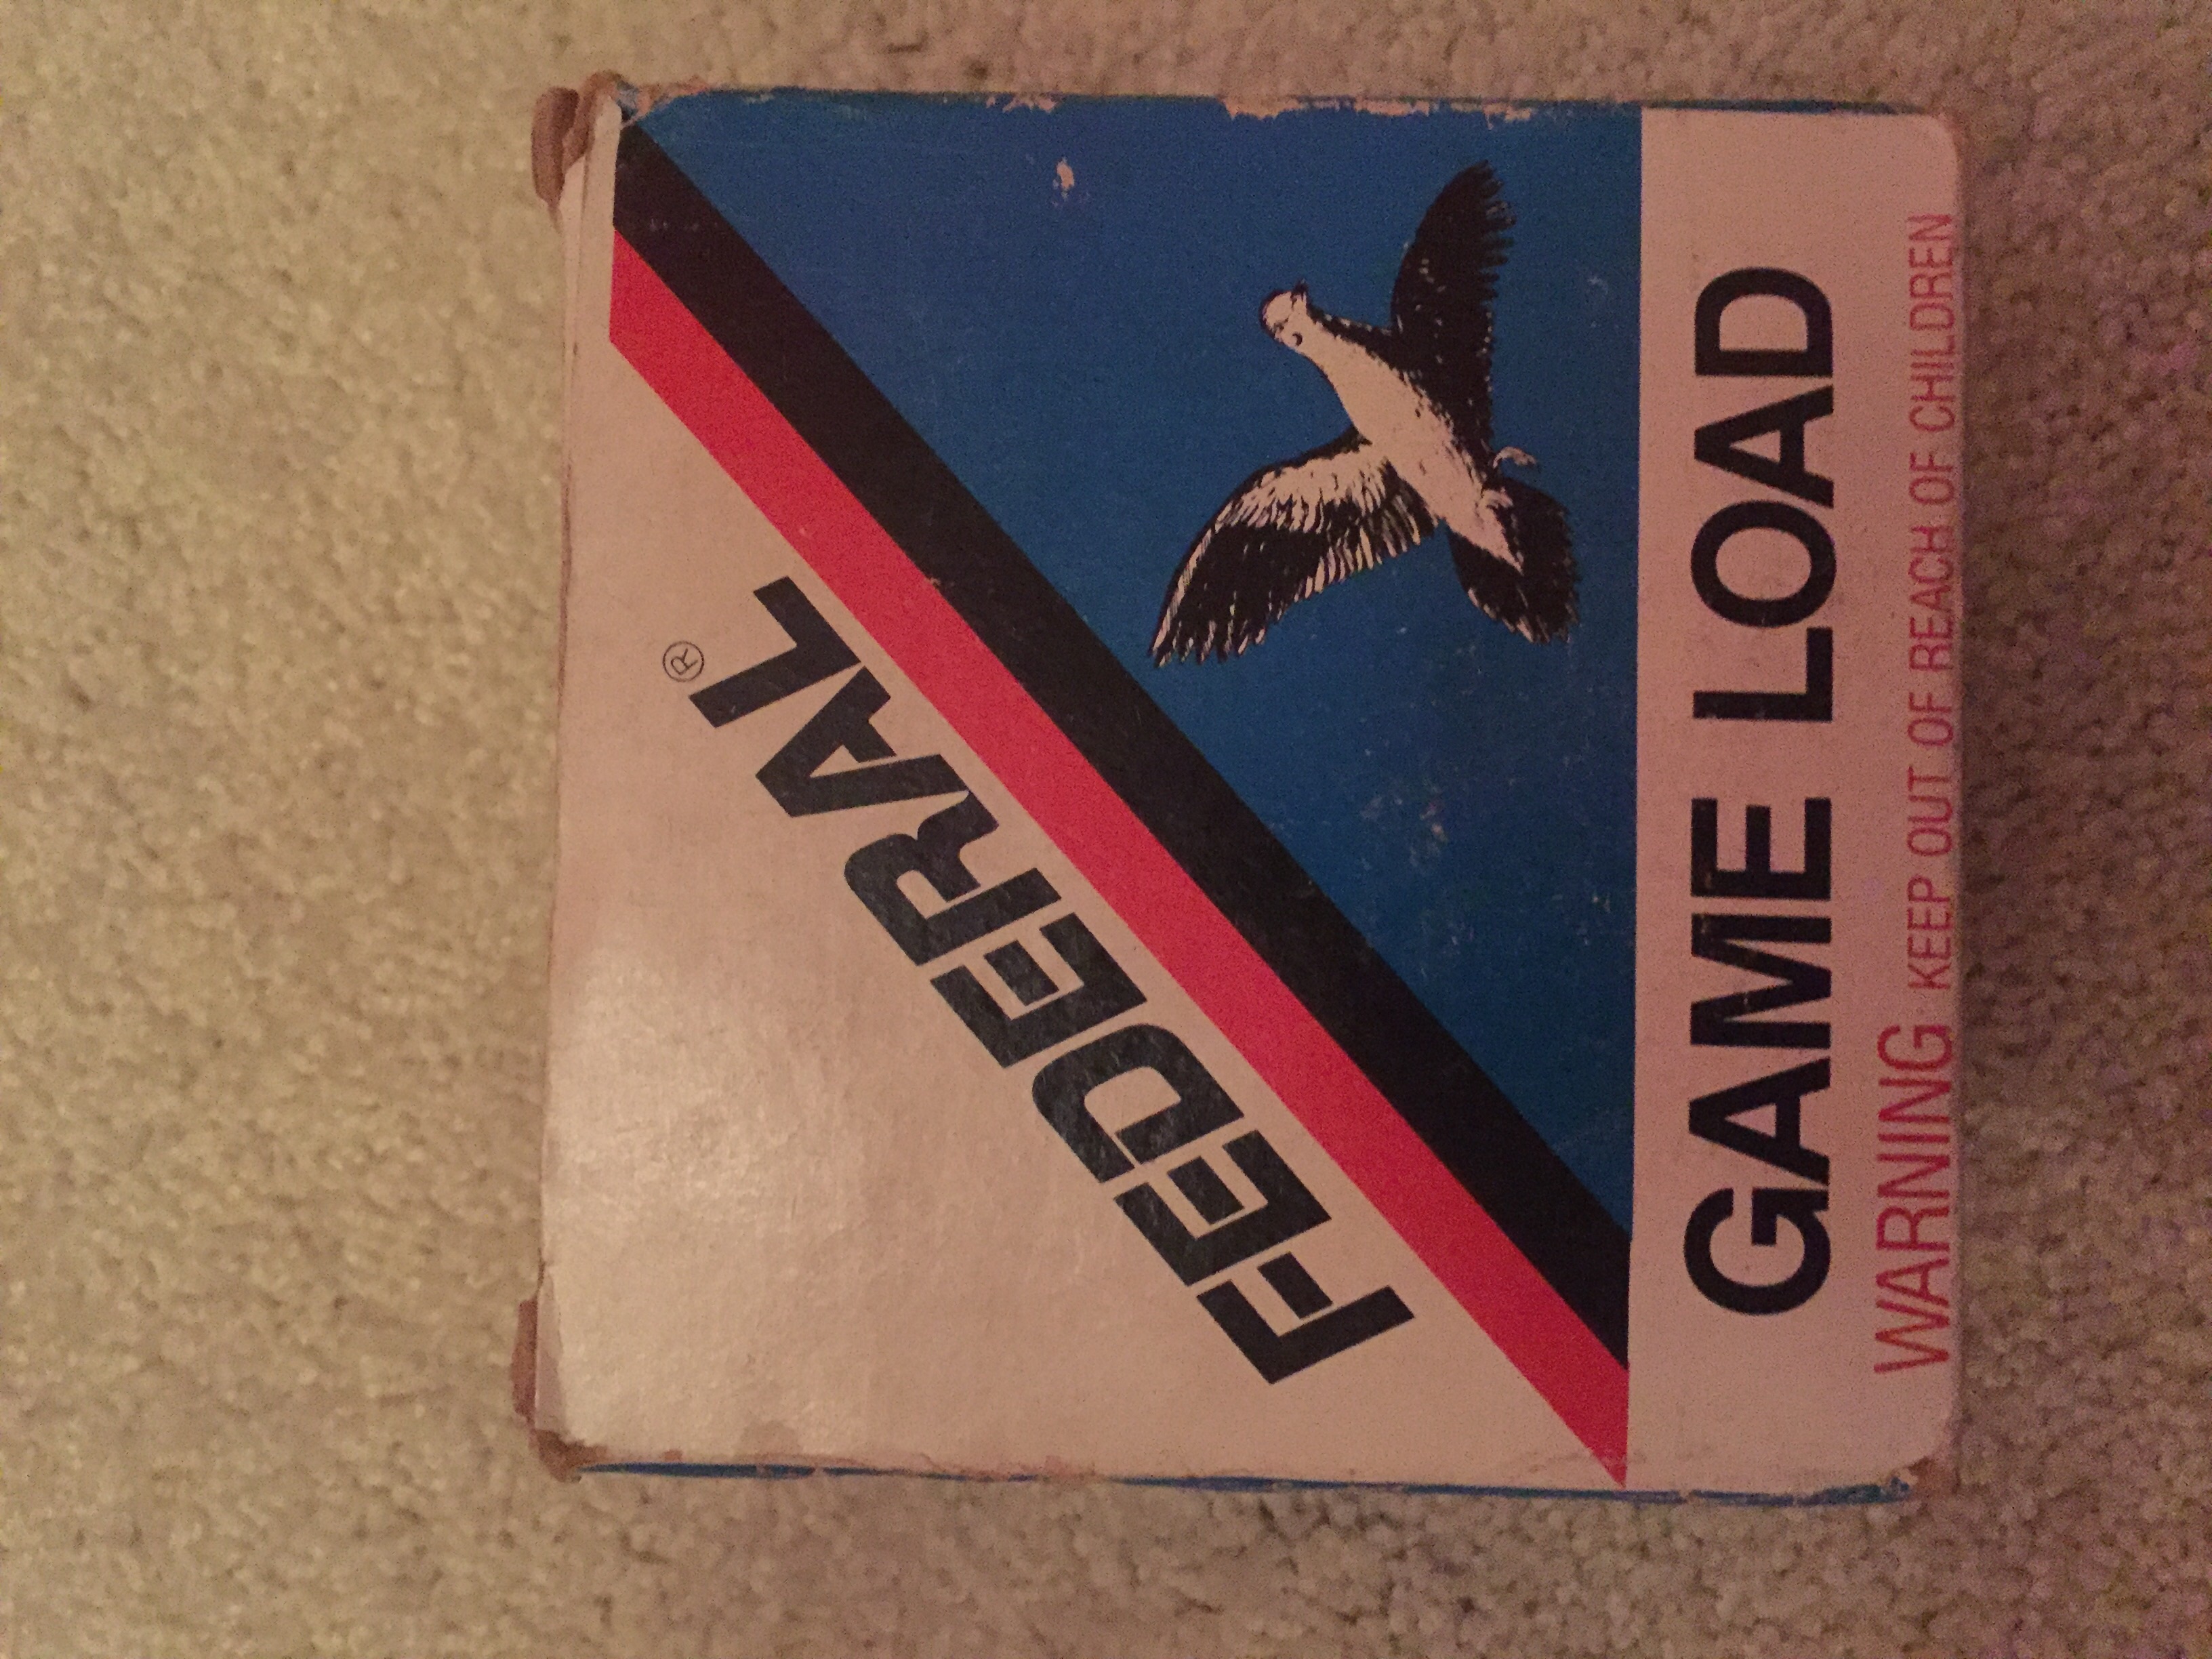 FEDERAL®
GAME LOAD
WARNING KEEP OUT OF REACH OF CHILDREN